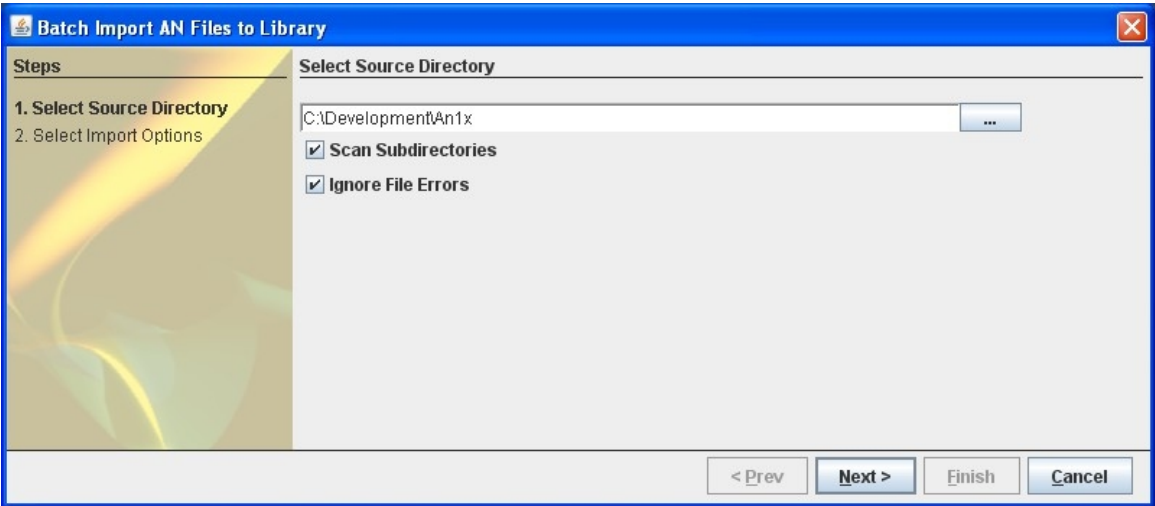 Batch Import AN Files to Library
Steps
1. Select Source Directory
2. Select Import Options
Select Source Directory
C:\Development\An1x
...
Scan Subdirectories
Ignore File Errors
< Prev
Next >
Finish
Cancel